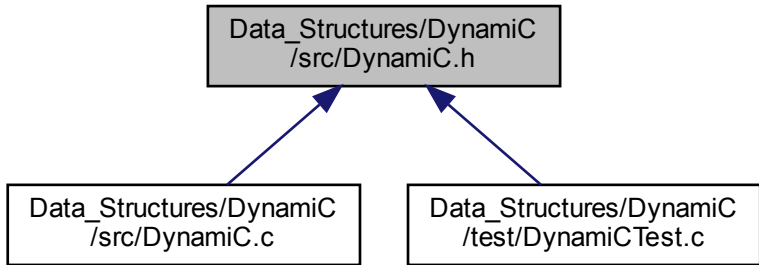 Data_Structures/DynamiC
/src/DynamiC.h
Data_Structures/DynamiC
/src/DynamiC.c
Data_Structures/DynamiC
/test/DynamiCTest.c